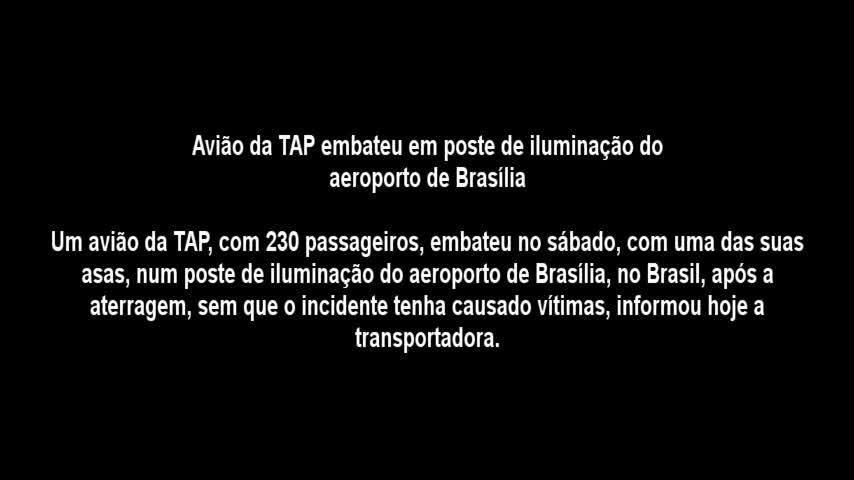 Avião da TAP embateu em poste de iluminação do
aeroporto de Brasília
Um avião da TAP, com 230 passageiros, embateu no sábado, com uma das suas
asas, num poste de iluminação do aeroporto de Brasília, no Brasil, após a
aterragem, sem que o incidente tenha causado vítimas, informou hoje a
transportadora.